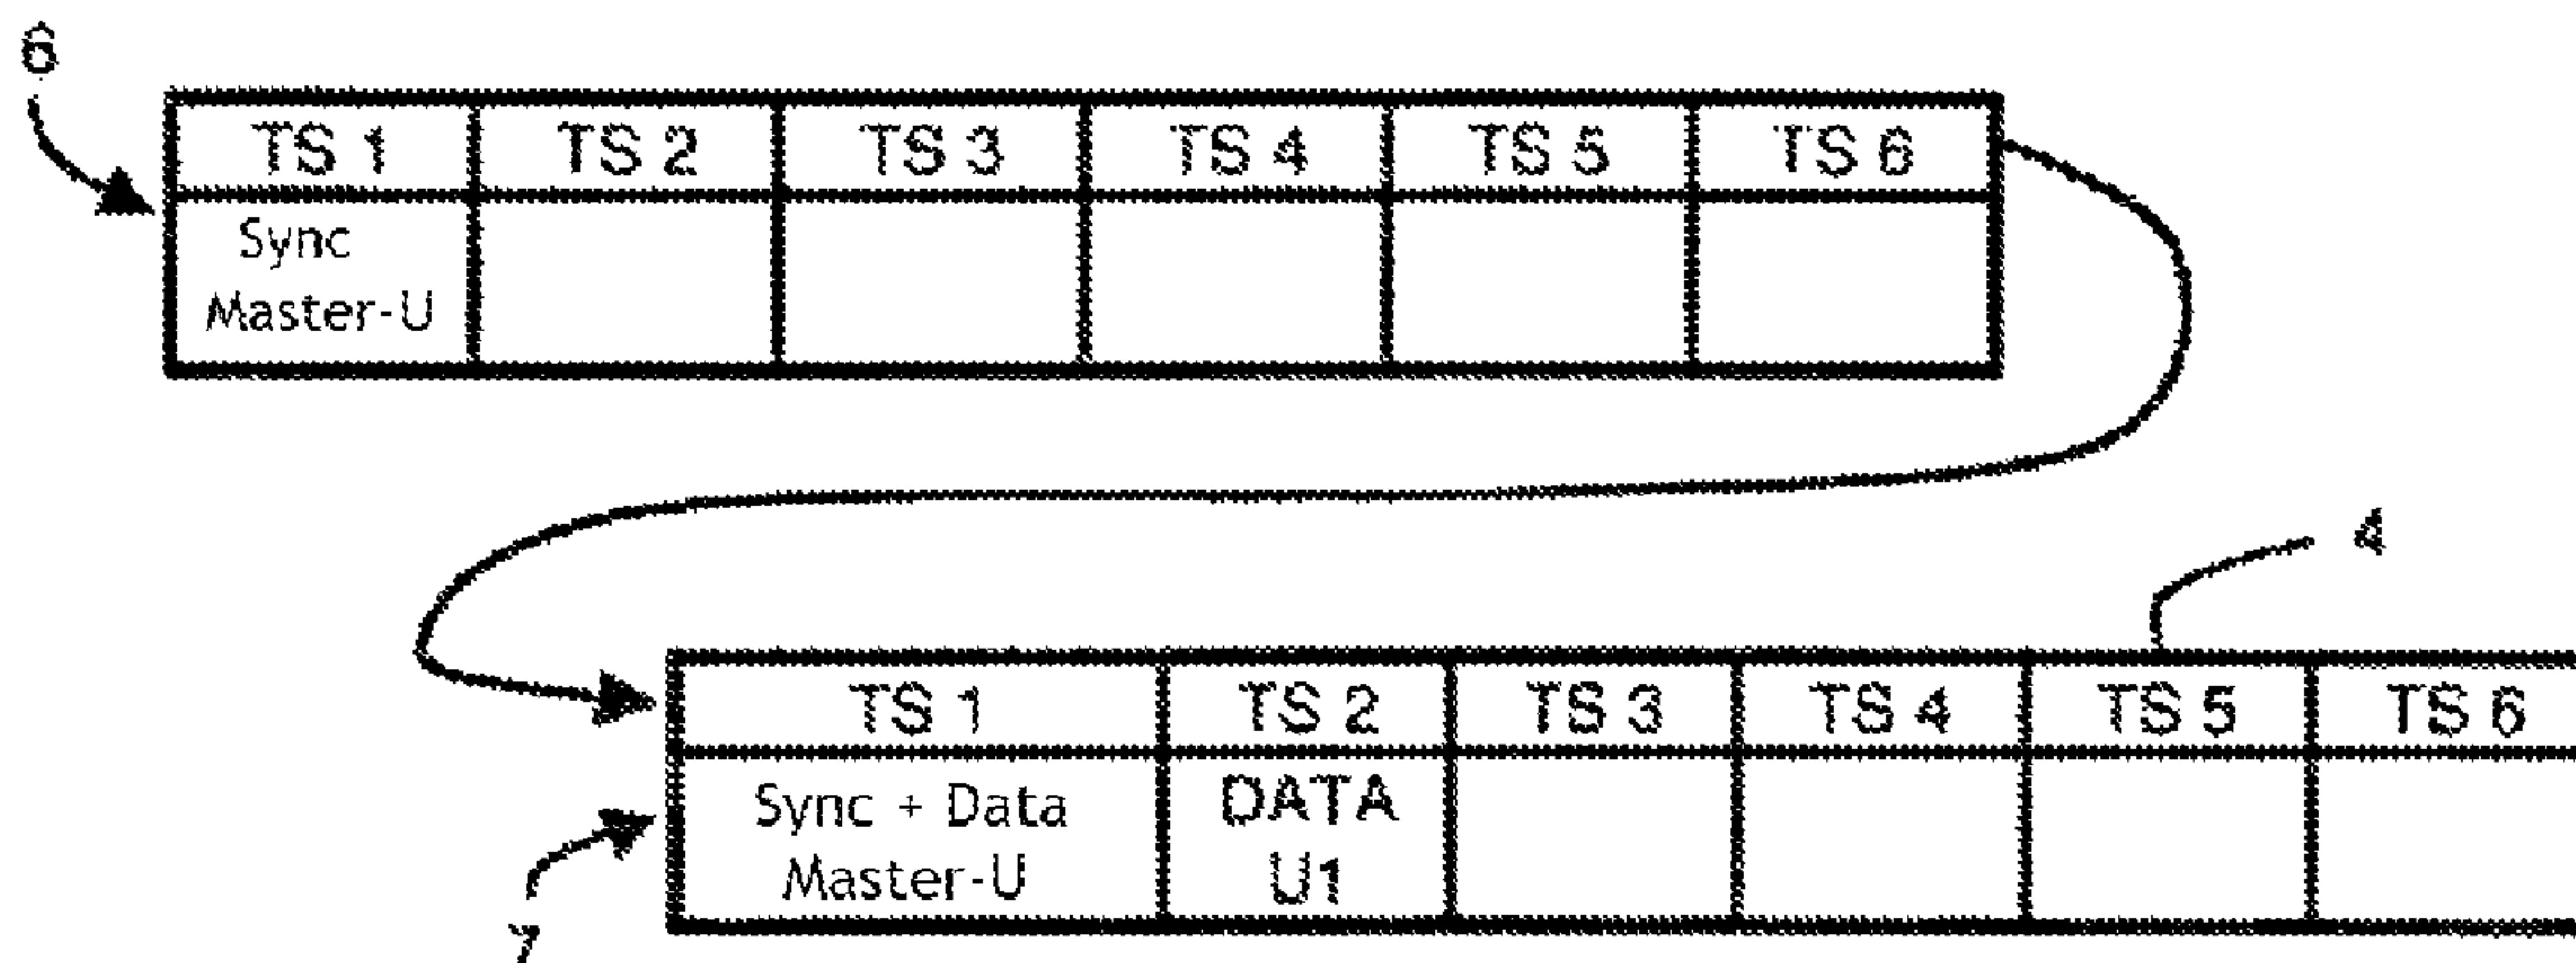 6
TS 1 TS 2 TS 3 TS 4 TS 5 TS 6
Sync
Master-U
4
TS 1 TS 2 TS 3 TS 4 TS 5 TS 6
Sync + Data DATA
Master-U U1
7